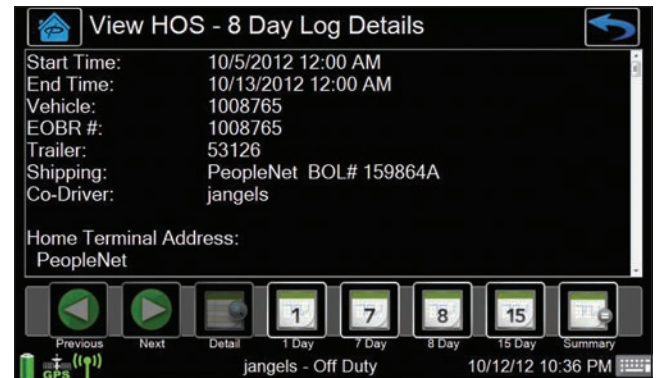 View HOS - 8 Day Log Details
Start Time: 10/5/2012 12:00 AM
End Time: 10/13/2012 12:00 AM
Vehicle: 1008765
EOBR #: 1008765
Trailer: 53126
Shipping: PeopleNet BOL# 159864A
Co-Driver: jangels
Home Terminal Address:
PeopleNet
1 7 8 15
Previous Next Detail 1 Day 7 Day 8 Day 15 Day Summary
GPS jangels - Off Duty 10/12/12 10:36 PM